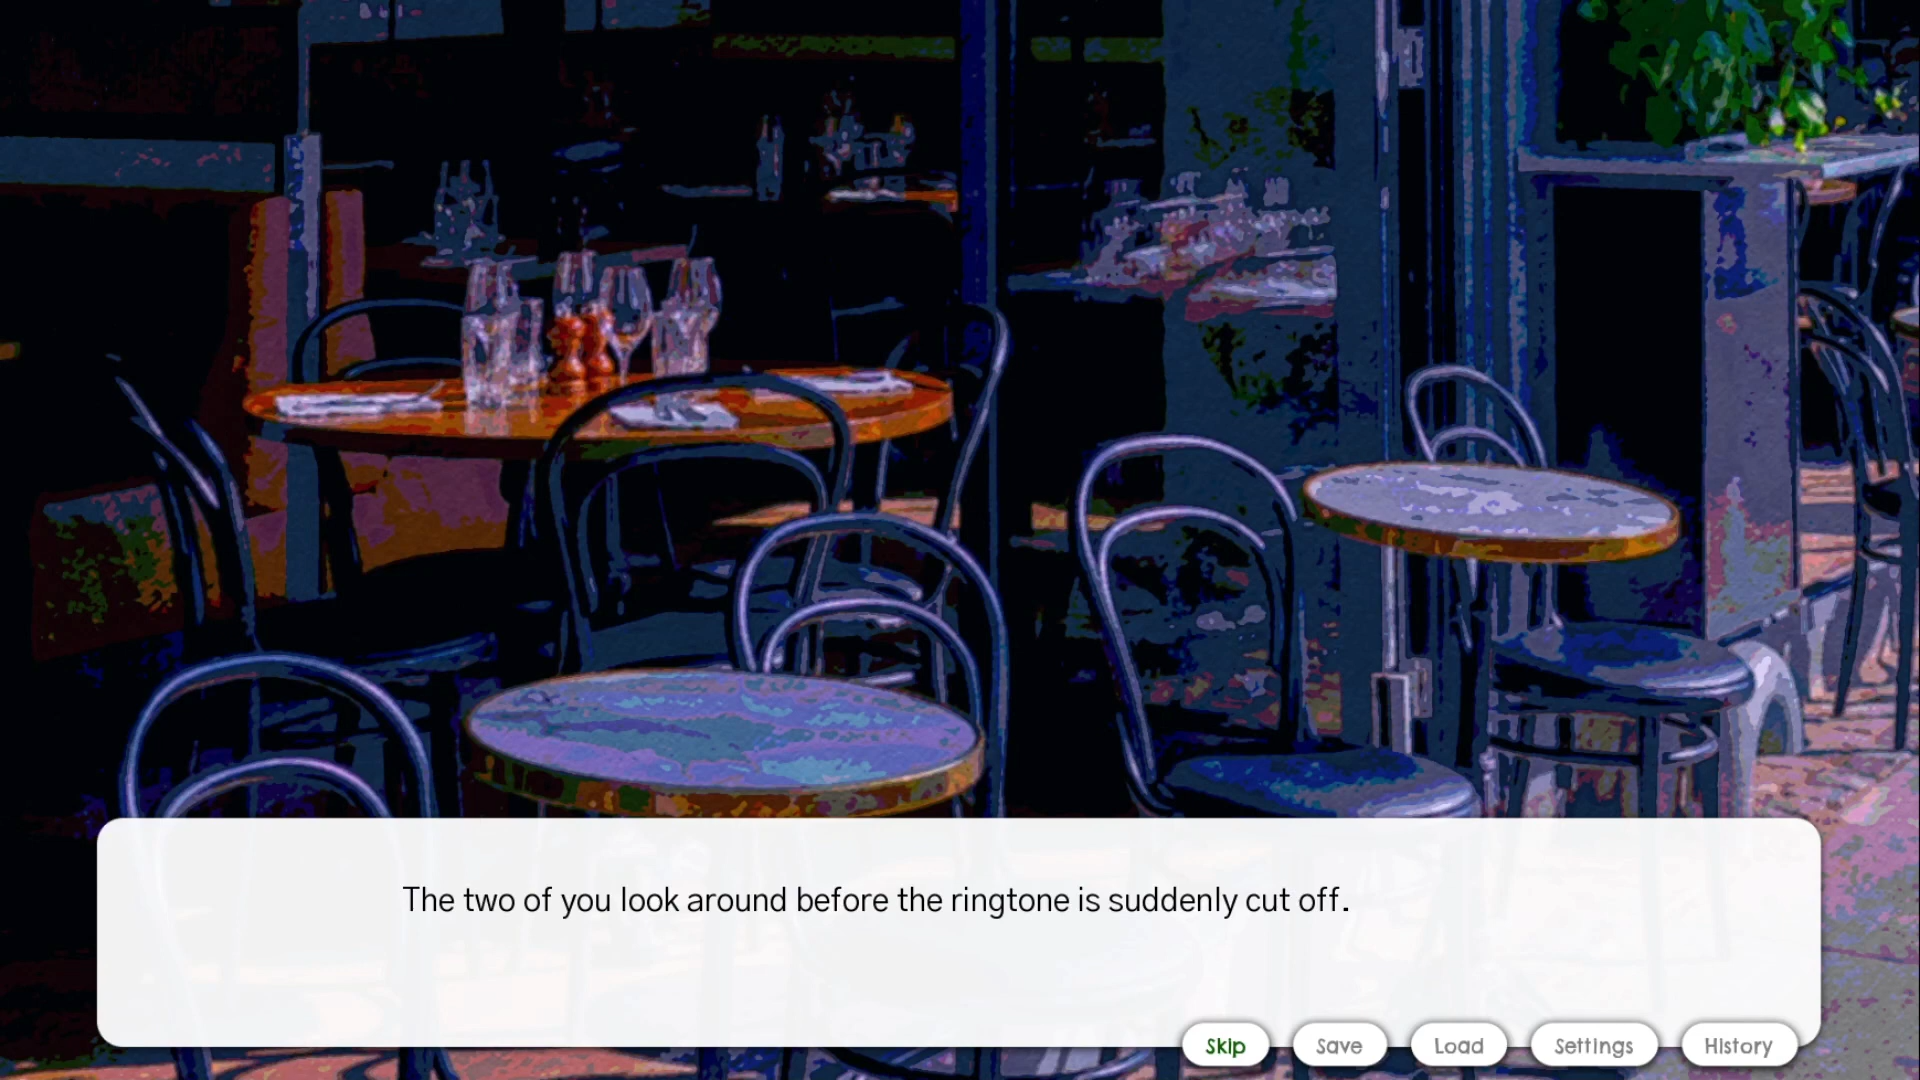 The two of you look around before the ringtone is suddenly cut off.
Skip Save Load Settings History